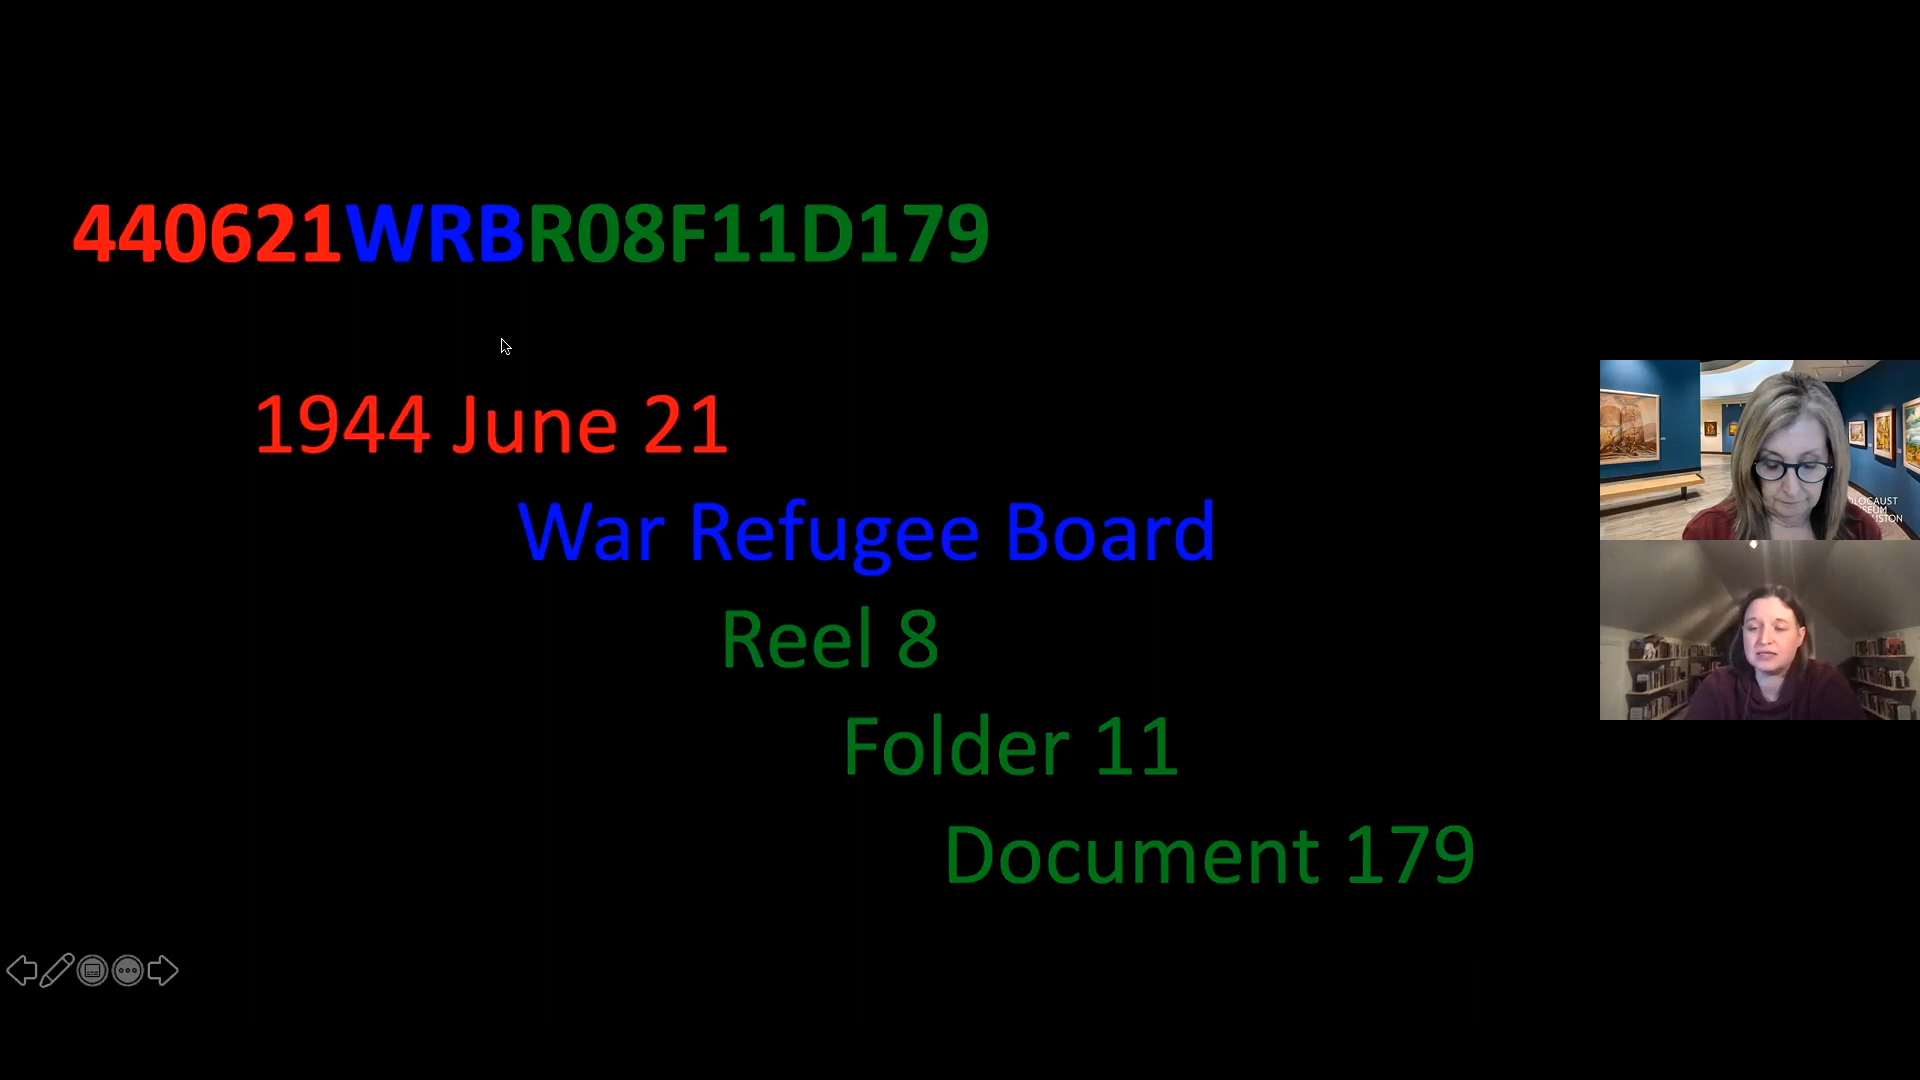 440621WRBR08F11D179
1944 June 21
War Refugee Board
Reel 8
Folder 11
Document 179